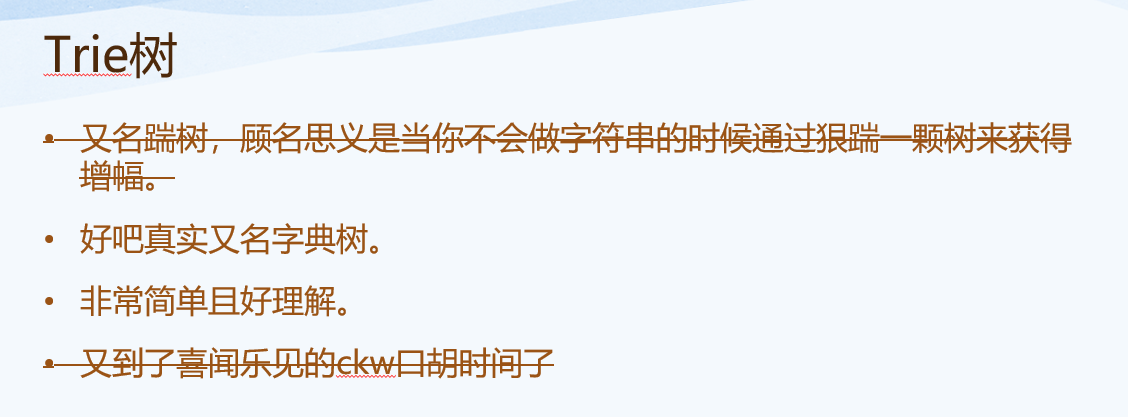 Trie树
• 又名踹树，顾名思义是当你不会做字符串的时候通过狠踹一颗树来获得
增幅。
• 好吧真实又名字典树。
• 非常简单且好理解。
• 又到了喜闻乐见的ckw口胡时间了